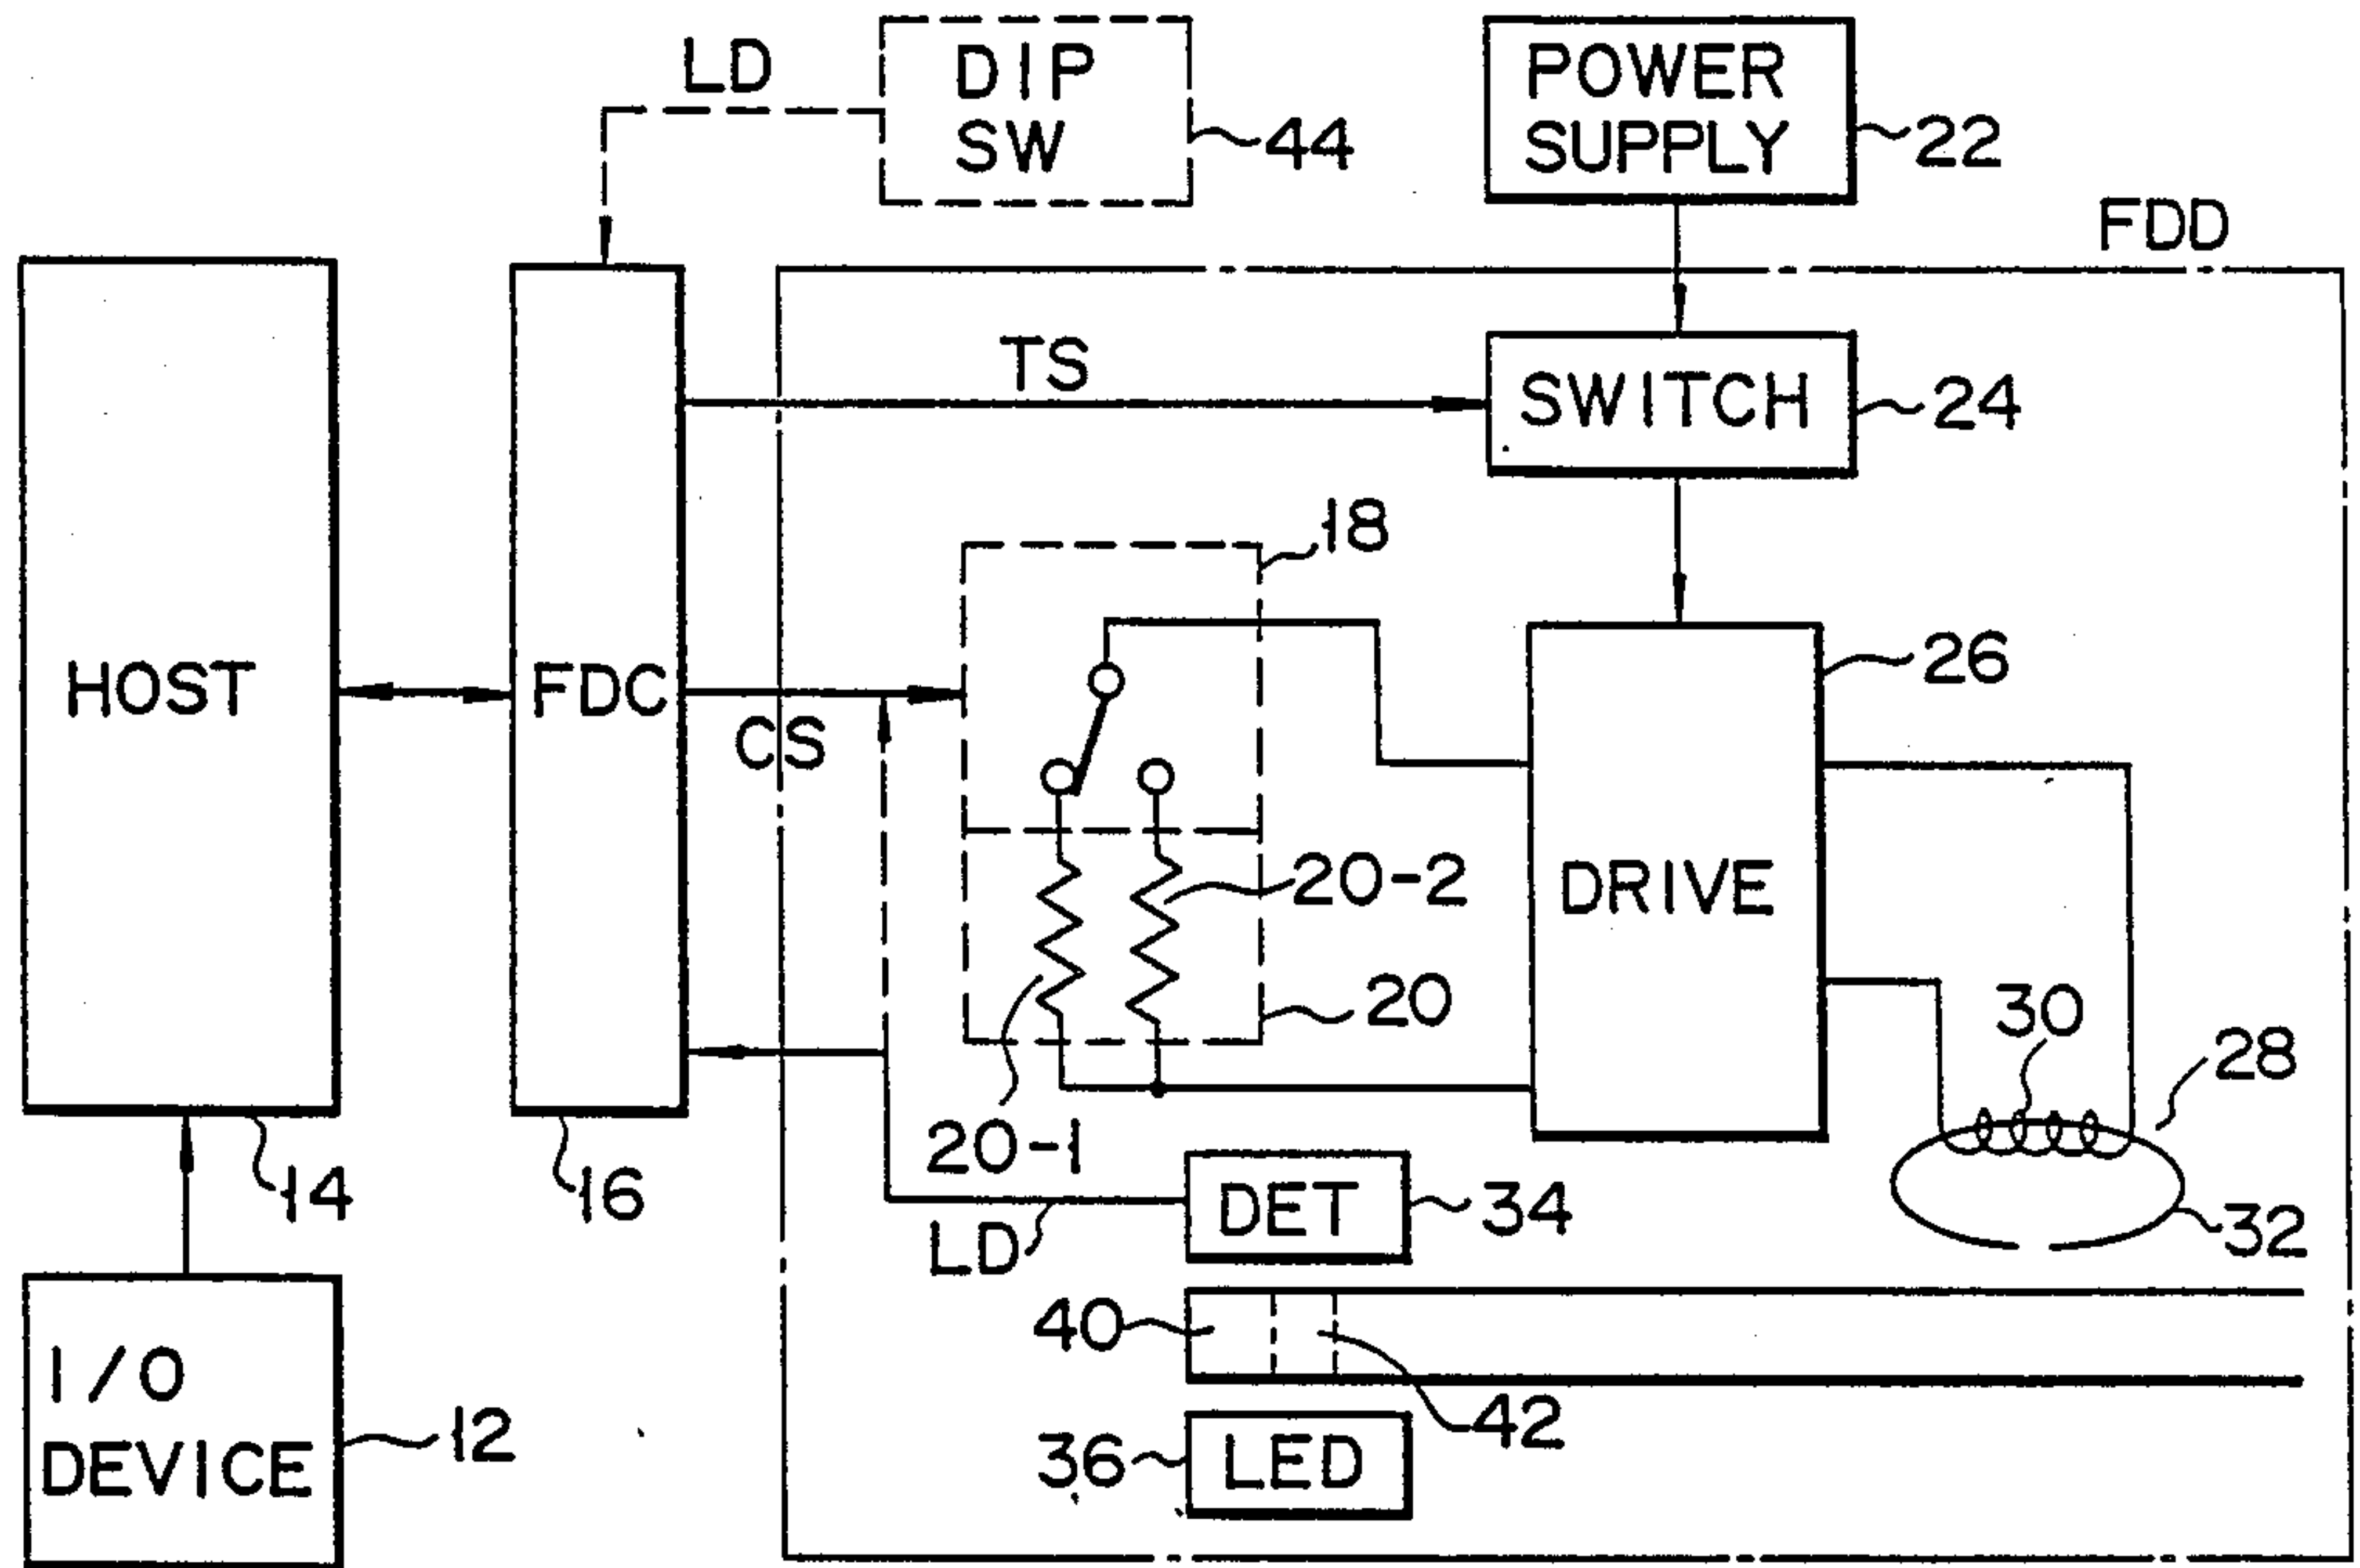 LD
DIP
SW
44
POWER
SUPPLY
22
FDD
TS
SWITCH
24
18
HOST
FDC
CS
26
20-2
DRIVE
20
30
28
20-1
14
16
DET
34
32
LD
40
I/O
DEVICE
12
42
36
LED